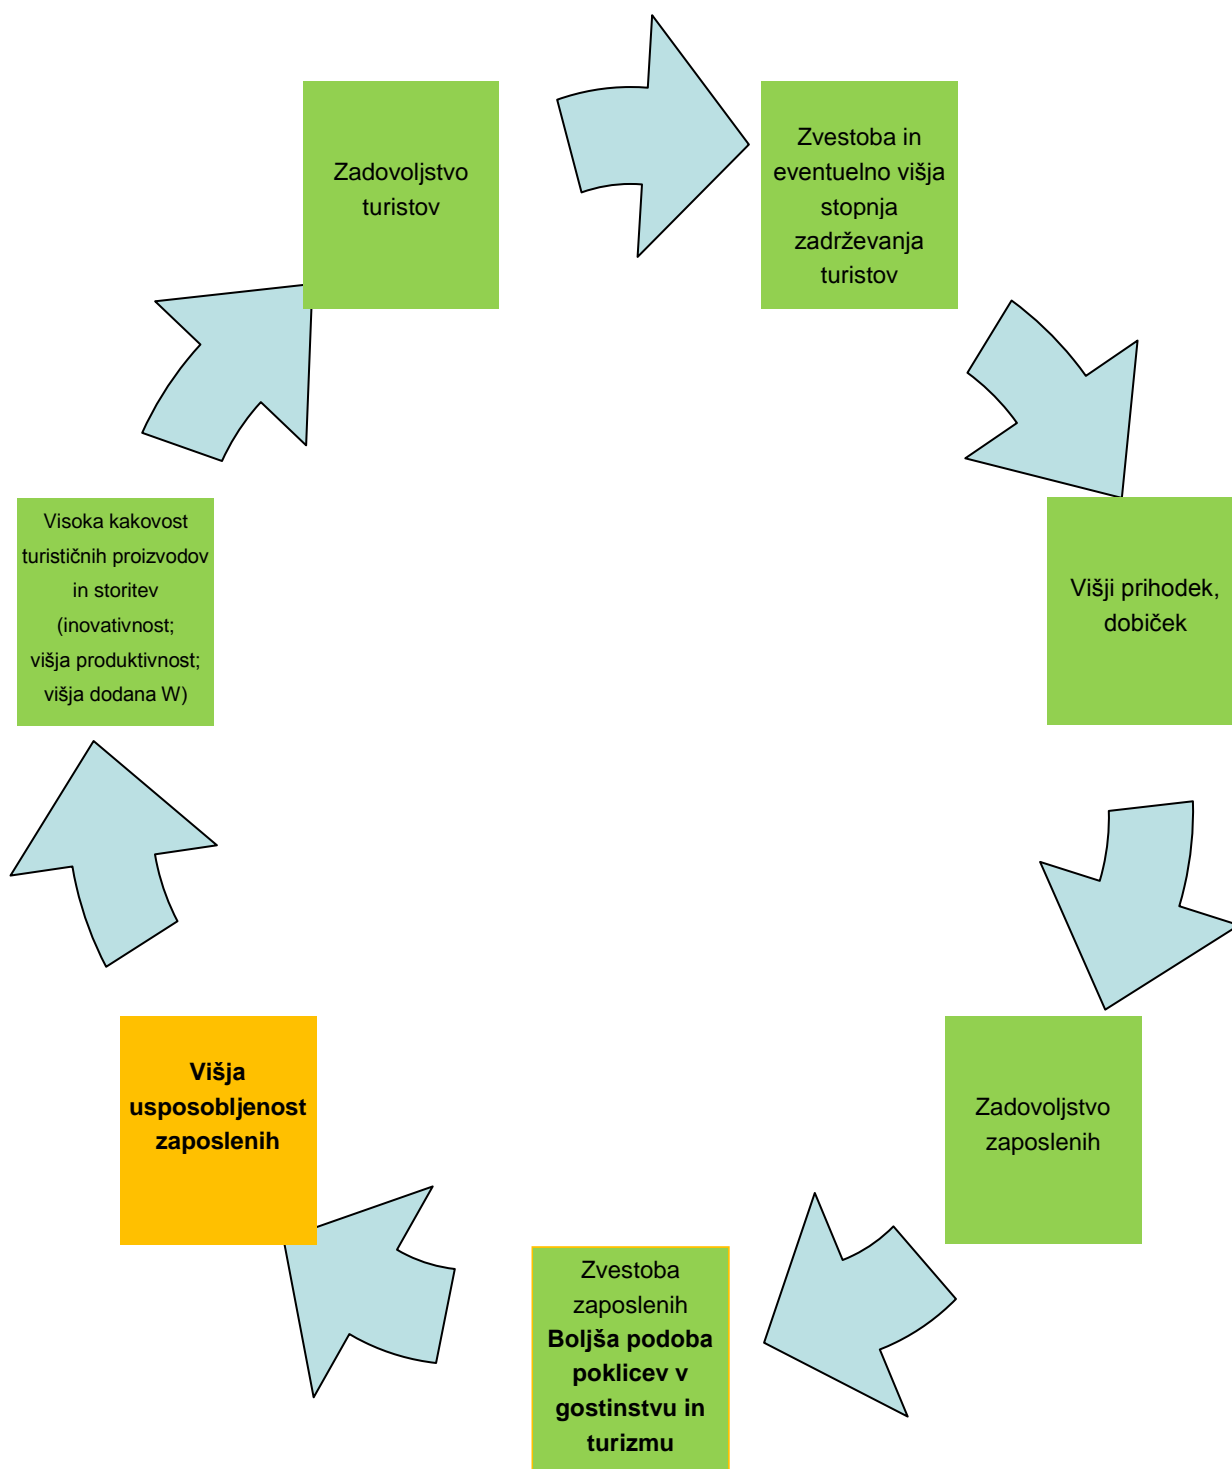 Zadovoljstvo
turistov
Zvestoba in
eventuelno višja
stopnja
zadrževanja
turistov
Višji prihodek,
dobiček
Zadovoljstvo
zaposlenih
Zvestoba
zaposlenih
Boljša podoba
poklicev v
gostinstvu in
turizmu
Višja
usposobljenost
zaposlenih
Visoka kakovost
turističnih proizvodov
in storitev
(inovativnost;
višja produktivnost;
višja dodana W)